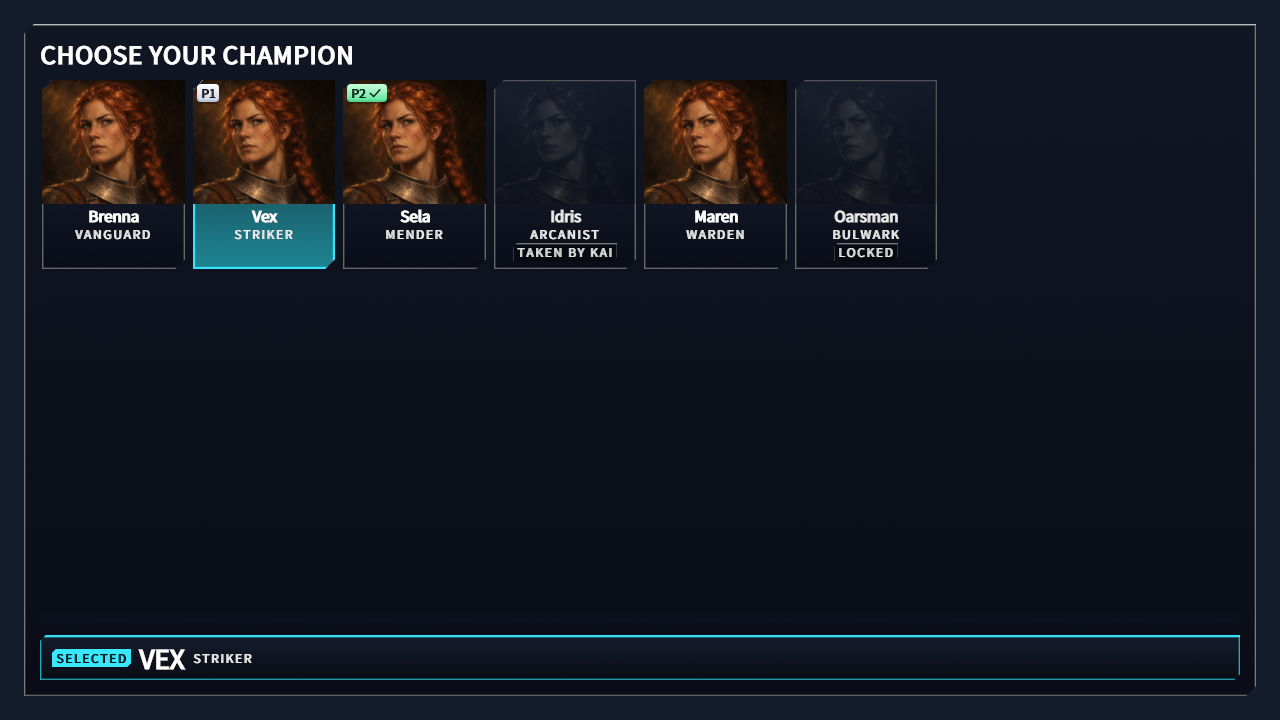 CHOOSE YOUR CHAMPION
P1
P2
Brenna
VANGUARD
Vex
STRIKER
Sela
MENDER
Idris
ARCANIST
TAKEN BY KAI
Maren
WARDEN
Oarsman
BULWARK
LOCKED
SELECTED VEX STRIKER